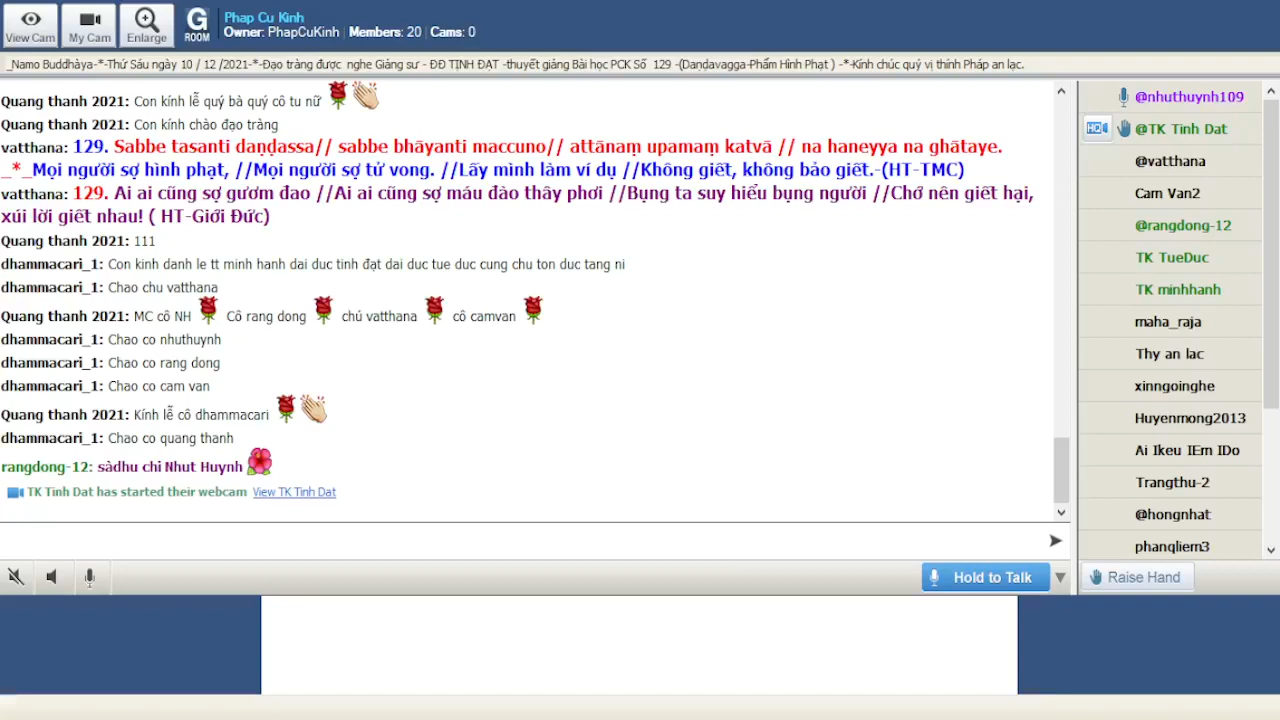 View Cam
My Cam
Enlarge
G
ROOM
Phap Cu Kinh
Owner: PhapCuKinh | Members: 20 | Cams: 0
_Namo Buddhàya-*-Thứ Sáu ngày 10 / 12 /2021-*-Đạo tràng được nghe Giảng sư - ĐĐ TỊNH ĐẠT -thuyết giảng Bài học PCK Số 129 -(Daṇḍavagga-Phẩm Hình Phạt ) -*-Kính chúc quý vị thính Pháp an lạc.
Quang thanh 2021: Con kính lễ quý bà quý cô tu nữ
Quang thanh 2021: Con kính chào đạo tràng
vatthana: 129. Sabbe tasanti daṇḍassa// sabbe bhāyanti maccuno// attānaṃ upamaṃ katvā // na haneyya na ghātaye.
_*_Mọi người sợ hình phạt, //Mọi người sợ tử vong. //Lấy mình làm ví dụ //Không giết, không bảo giết.-(HT-TMC)
vatthana: 129. Ai ai cũng sợ gươm đao //Ai ai cũng sợ máu đào thây phơi //Bụng ta suy hiểu bụng người //Chớ nên giết hại,
xúi lời giết nhau! ( HT-Giới Đức)
Quang thanh 2021: 111
dhammacari_1: Con kinh danh le tt minh hanh dai duc tinh đạt dai duc tue duc cung chu ton duc tang ni
dhammacari_1: Chao chu vatthana
Quang thanh 2021: MC cô NH Cô rang dong chú vatthana cô camvan
dhammacari_1: Chao co nhuthuynh
dhammacari_1: Chao co rang dong
dhammacari_1: Chao co cam van
Quang thanh 2021: Kính lễ cô dhammacari
dhammacari_1: Chao co quang thanh
rangdong-12: sàdhu chi Nhut Huynh
TK Tinh Dat has started their webcam View TK Tinh Dat
Hold to Talk
@nhuthuynh109
HQ
@TK Tinh Dat
@vatthana
Cam Van2
@rangdong-12
TK TueDuc
TK minhhanh
maha_raja
Thy an lac
xinngoinghe
Huyenmong2013
Ai Ikeu IEm IDo
Trangthu-2
@hongnhat
phanqliem3
Raise Hand